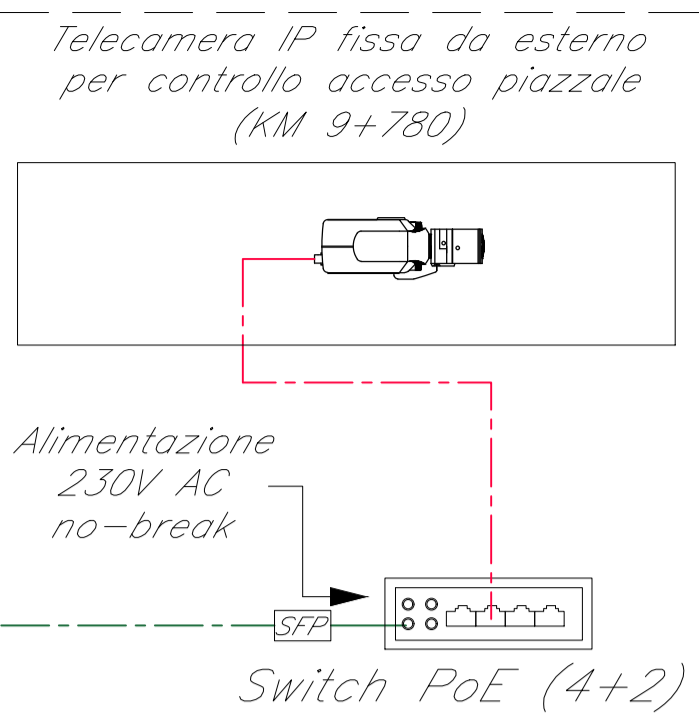 Telecamera IP fissa da esterno
per controllo accesso piazzale
(KM 9+780)
Alimentazione
230V AC
no-break
SFP
Switch PoE (4+2)